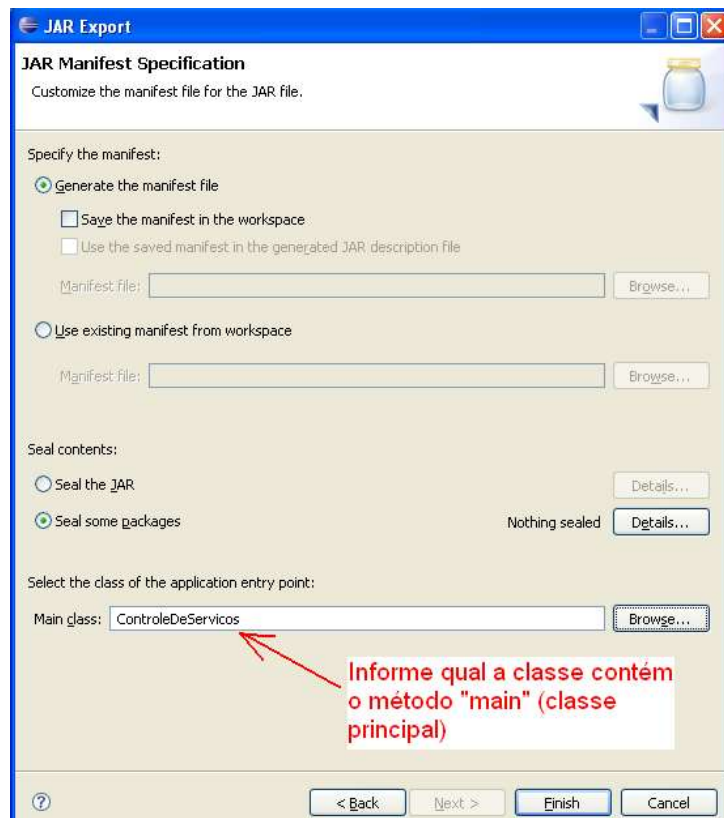 JAR Export
JAR Manifest Specification
Customize the manifest file for the JAR file.
Specify the manifest:
Generate the manifest file
Save the manifest in the workspace
Use the saved manifest in the generated JAR description file
Manifest file:
Browse...
Use existing manifest from workspace
Manifest file:
Browse...
Seal contents:
Seal the JAR
Details...
Seal some packages
Nothing sealed
Details...
Select the class of the application entry point:
Main class:
ControleDeServicos
Browse...
Informe qual a classe contém
o métódo "main" (classe
principal)
?
< Back
Next >
Finish
Cancel